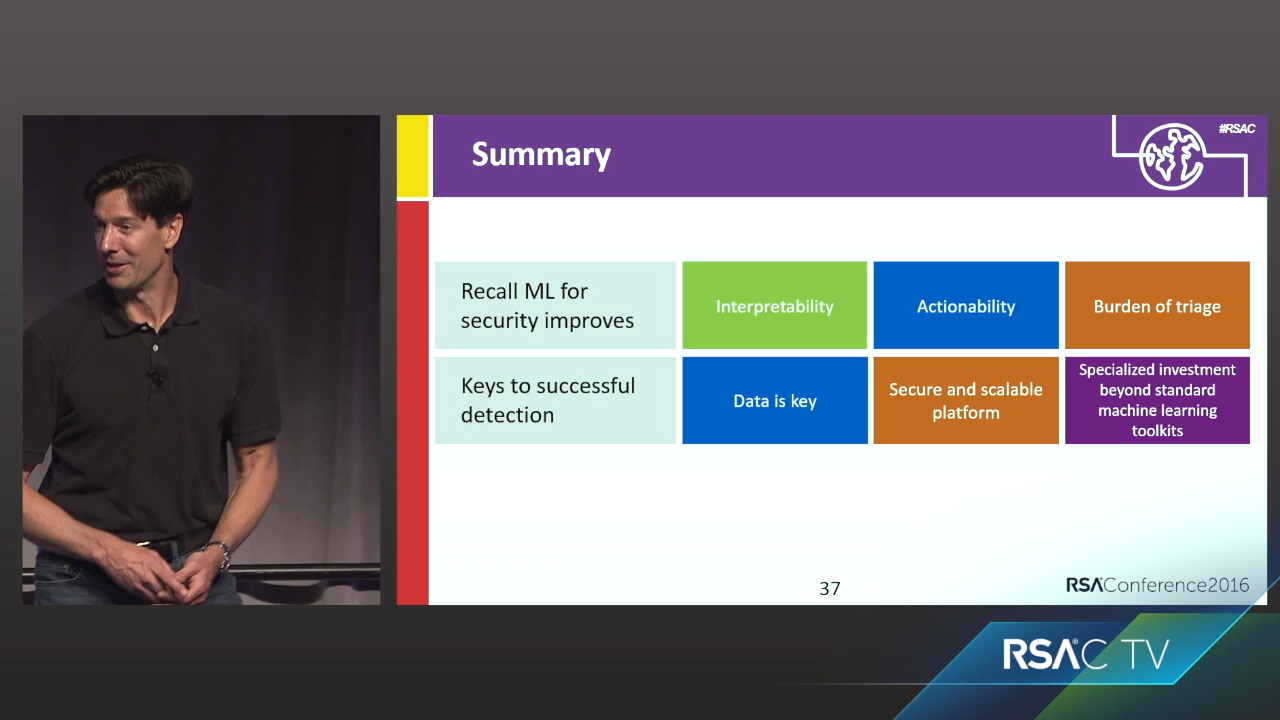 Summary
#RSAC
Recall ML for
security improves
Interpretability
Actionability
Burden of triage
Keys to successful
detection
Data is key
Secure and scalable
platform
Specialized investment
beyond standard
machine learning
toolkits
37
RSAConference2016
RSA®C TV